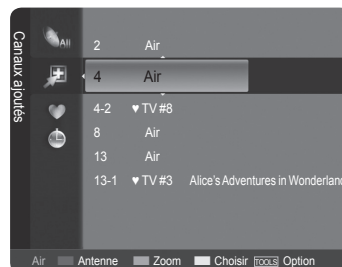 Canaux ajoutés
All
2 Air
4 Air
4-2 ♥ TV #8
8 Air
13 Air
13-1 ♥ TV #3 Alice's Adventures in Wonderland
Air Antenne Zoom Choisir TOOLS Option